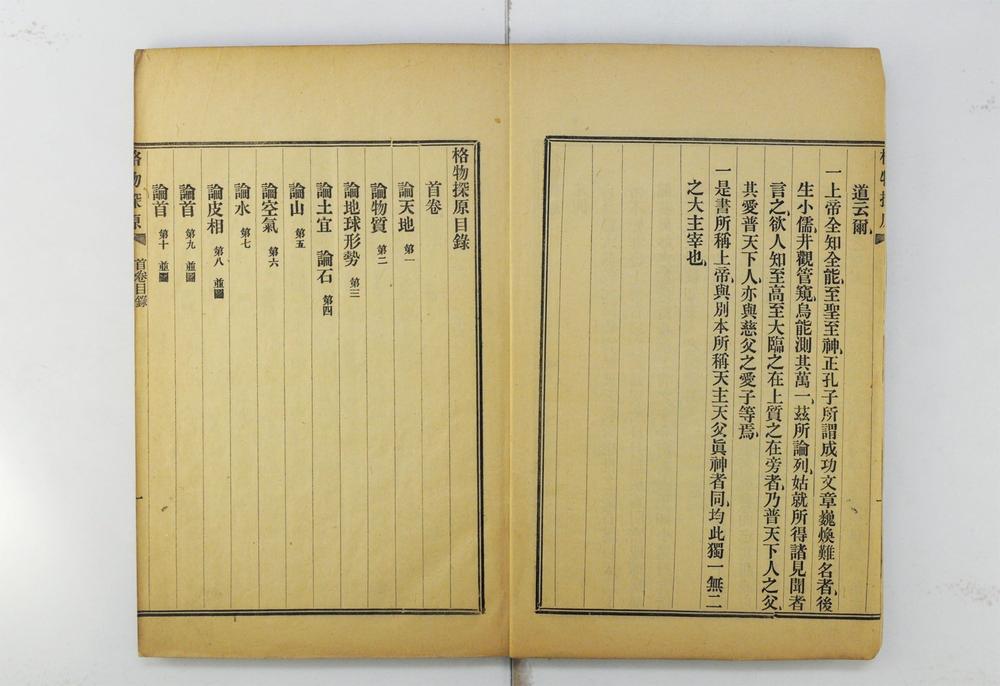 道云爾
一上帝全知全能、至聖至神、正孔子所謂成功文章巍煥難名者、後
生小儒、井觀管窺、烏能測其萬一、茲所論列、姑就所得諸見聞者
言之、欲人知至高至大、臨之在上、質之在旁者、乃普天下人之父、
其愛普天下人、亦與慈父之愛子等焉、
一是書所稱上帝、與別本所稱天主天父眞神者同、均此獨一無二
之大主宰也、
格物探原目錄
首卷
論天地 第一
論物質 第二
論地球形勢 第三
論土宜 論石 第四
論山 第五
論空氣 第六
論水 第七
論皮相 第八 並圖
論首 第九 並圖
論首 第十 並圖
格物探原 首卷目錄 一